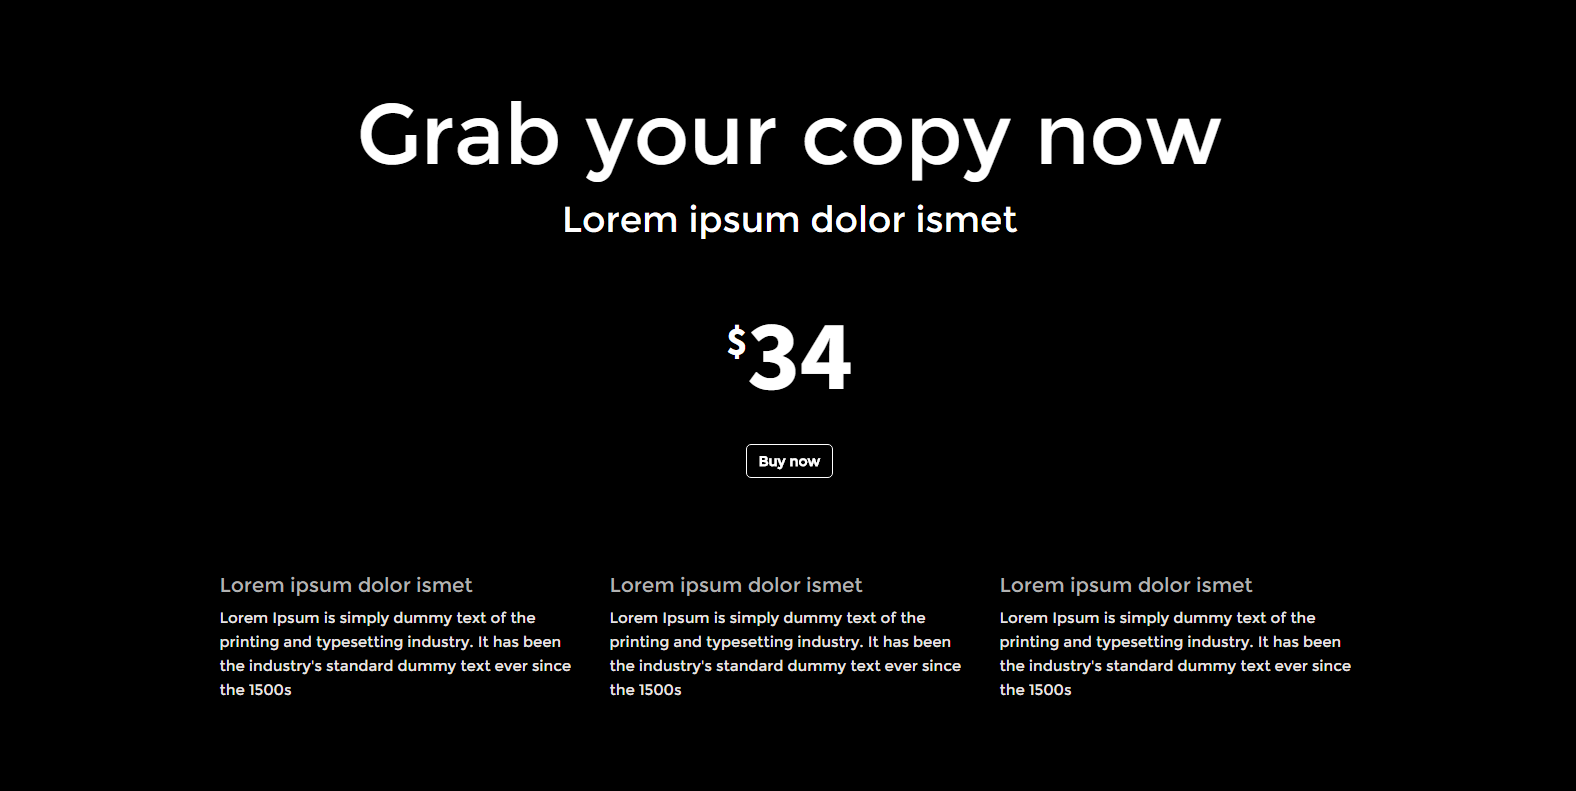 Grab your copy now
Lorem ipsum dolor ismet
$34
Buy now
Lorem ipsum dolor ismet
Lorem Ipsum is simply dummy text of the
printing and typesetting industry. It has been
the industry's standard dummy text ever since
the 1500s
Lorem ipsum dolor ismet
Lorem Ipsum is simply dummy text of the
printing and typesetting industry. It has been
the industry's standard dummy text ever since
the 1500s
Lorem ipsum dolor ismet
Lorem Ipsum is simply dummy text of the
printing and typesetting industry. It has been
the industry's standard dummy text ever since
the 1500s